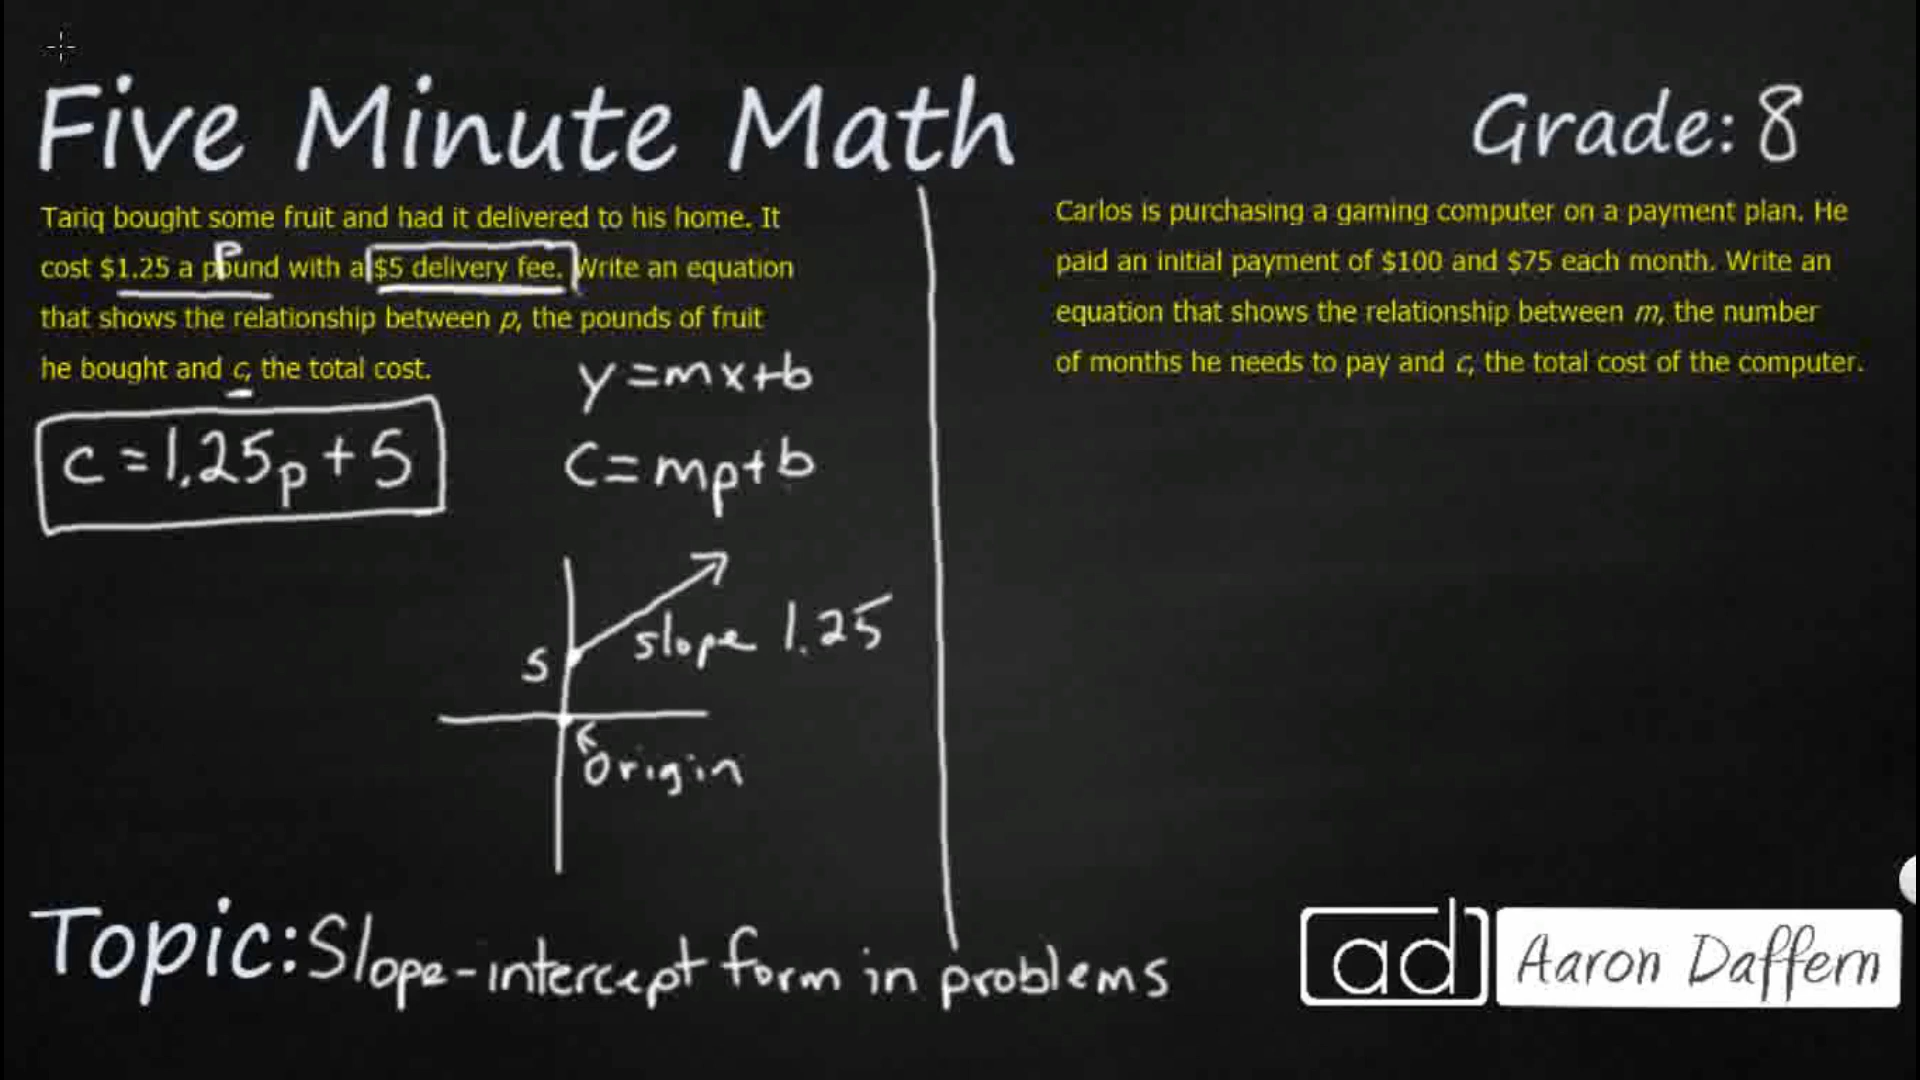 Five Minute Math
Grade: 8
Tariq bought some fruit and had it delivered to his home. It
cost $1.25 a pound with a $5 delivery fee. Write an equation
that shows the relationship between p, the pounds of fruit
he bought and c, the total cost.
p
y=mx+b
c=1.25p+5
c=mp+b
slope 1.25
5
origin
Carlos is purchasing a gaming computer on a payment plan. He
paid an initial payment of $100 and $75 each month. Write an
equation that shows the relationship between m, the number
of months he needs to pay and c, the total cost of the computer.
Topic: Slope-intercept form in problems
ad Aaron Daffern